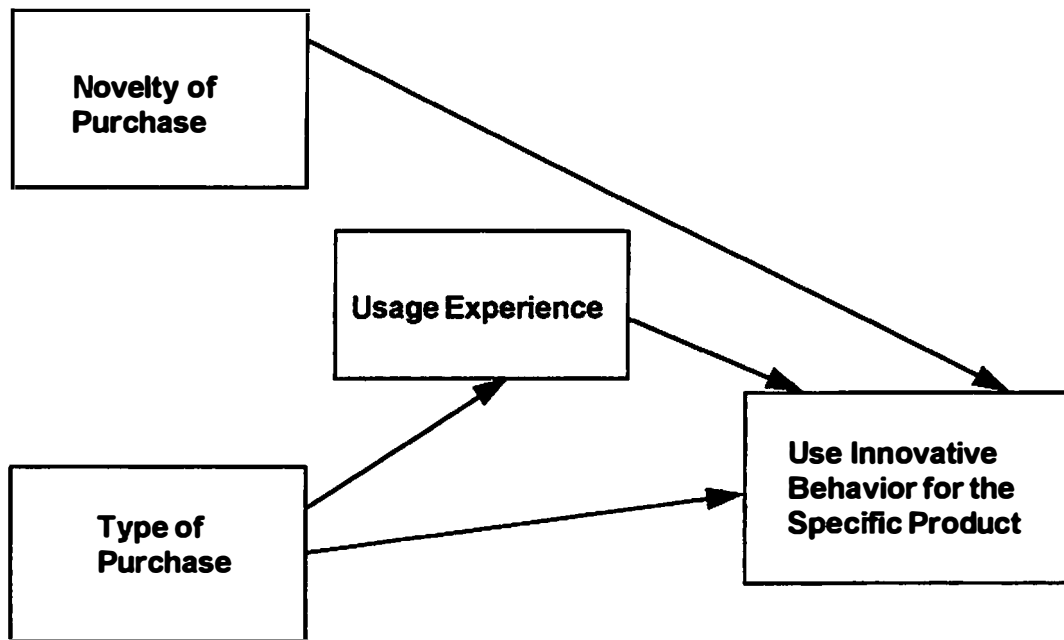 Novelty of
Purchase
Usage Experience
Use Innovative
Behavior for the
Specific Product
Type of
Purchase